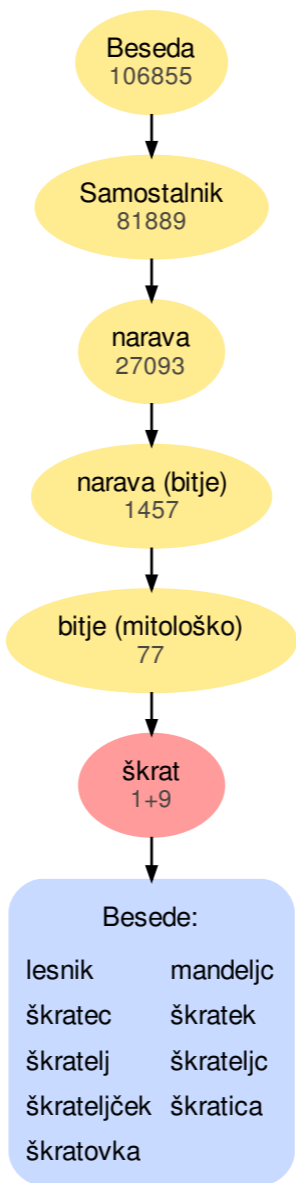 Beseda
106855
Samostalnik
81889
narava
27093
narava (bitje)
1457
bitje (mitološko)
77
škrat
1+9
Besede:
lesnik mandeljc
škratec škratek
škratelj škrateljc
škrateljček škratica
škratovka